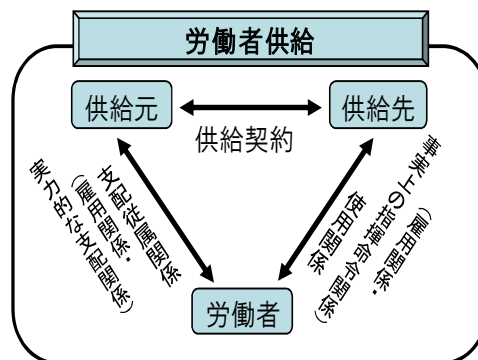 労働者供給
供給元
供給先
供給契約
支配従属関係
(雇用関係・
実力的な支配関係)
使用関係
(雇用関係・
事実上の指揮命令関係)
労働者